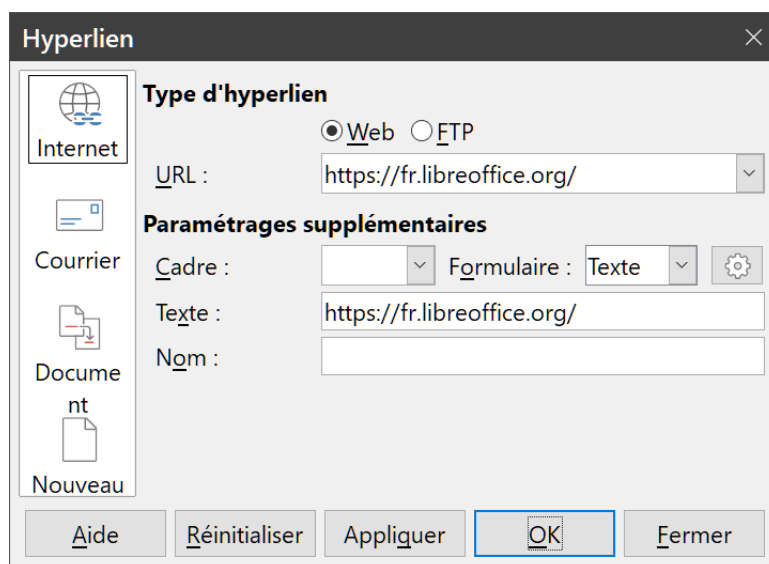 Hyperlien
Internet
Courrier
Docume
nt
Nouveau
Type d'hyperlien
Web FTP
URL : https://fr.libreoffice.org/
Paramétrages supplémentaires
Cadre : Formulaire : Texte
Texte : https://fr.libreoffice.org/
Nom :
Aide Réinitialiser Appliquer OK Fermer